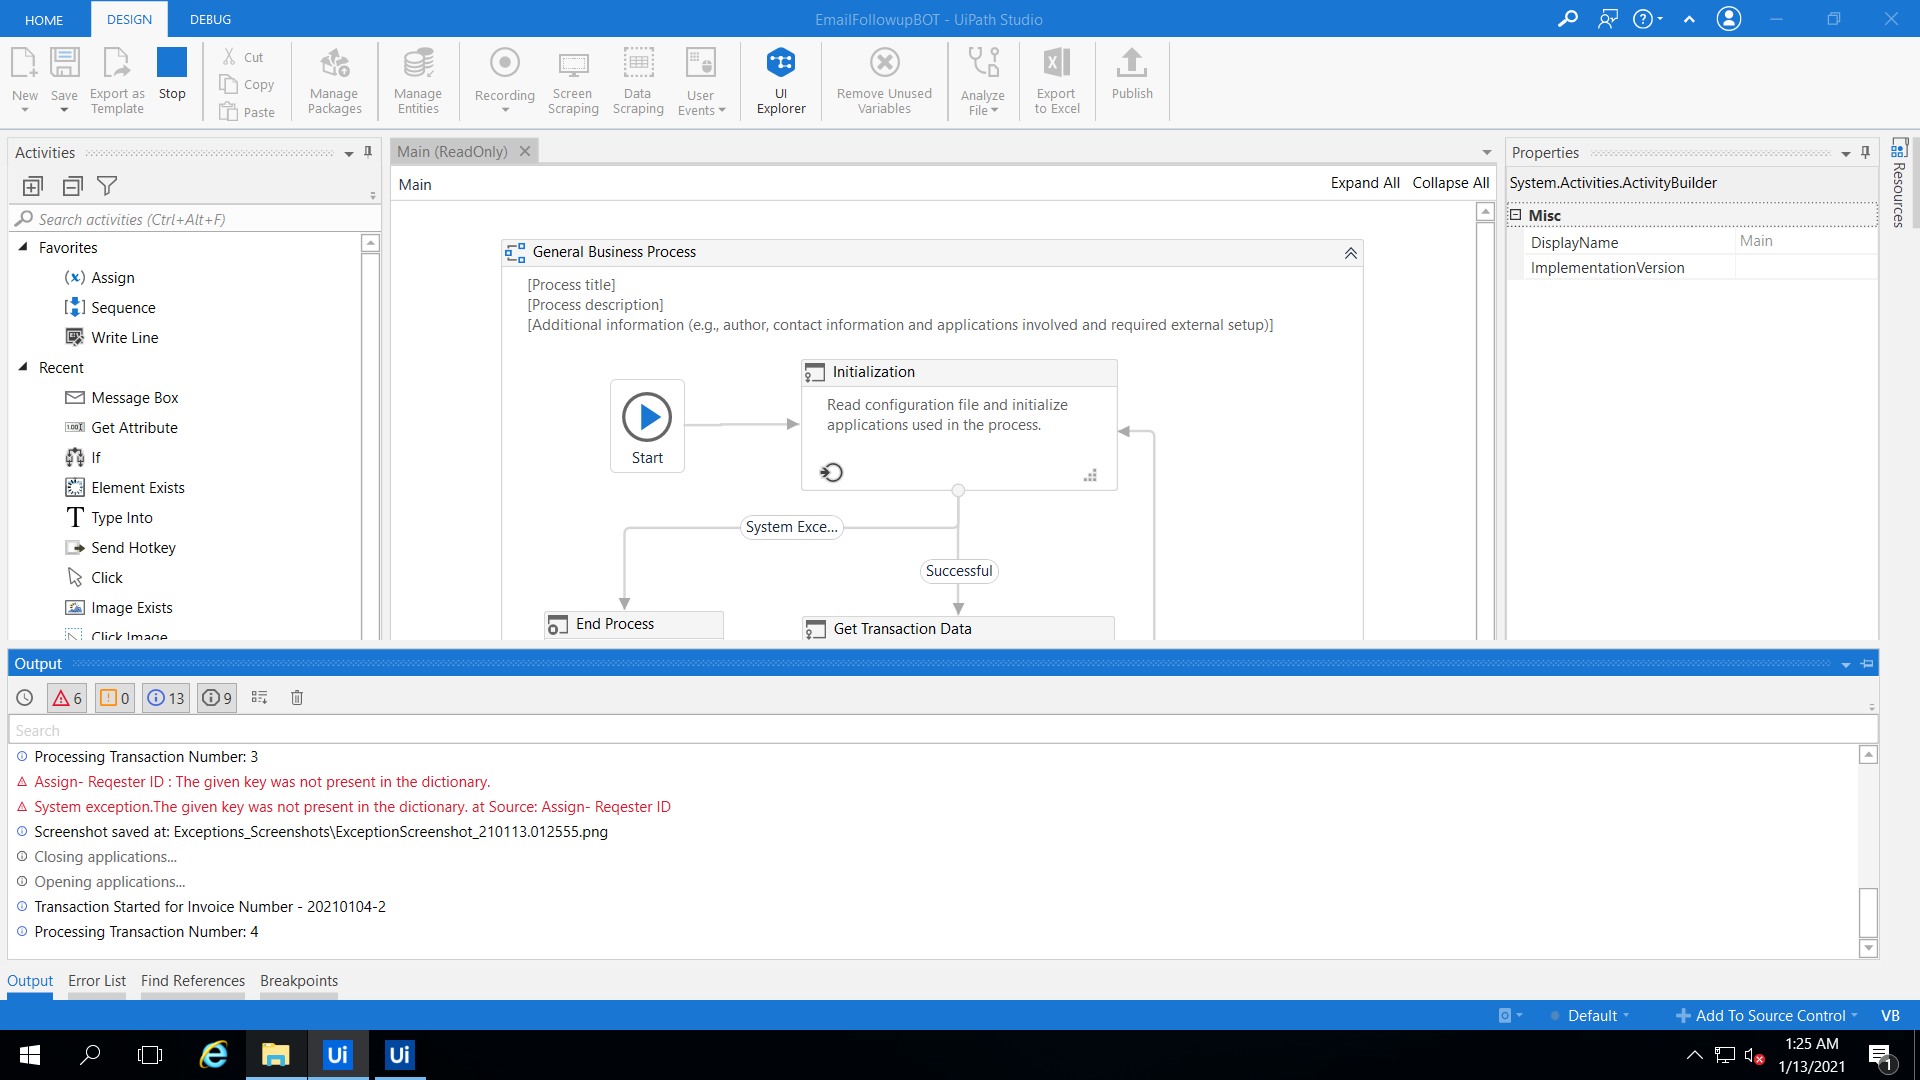 HOME
DESIGN
DEBUG
EmailFollowupBOT - UiPath Studio
New
Save
Export as
Template
Stop
Cut
Copy
Paste
Manage
Packages
Manage
Entities
Recording
Screen
Scraping
Data
Scraping
User
Events
UI
Explorer
Remove Unused
Variables
Analyze
File
Export
to Excel
Publish
Activities
Search activities (Ctrl+Alt+F)
Favorites
Assign
Sequence
Write Line
Recent
Message Box
Get Attribute
If
Element Exists
Type Into
Send Hotkey
Click
Image Exists
Click Image
Main (ReadOnly)
Main
Expand All
Collapse All
General Business Process
[Process title]
[Process description]
[Additional information (e.g., author, contact information and applications involved and required external setup)]
Start
Initialization
Read configuration file and initialize
applications used in the process.
System Exce...
Successful
End Process
Get Transaction Data
Properties
System.Activities.ActivityBuilder
Misc
DisplayName
Main
ImplementationVersion
Resources
Output
6
0
13
9
Search
Processing Transaction Number: 3
Assign- Reqester ID : The given key was not present in the dictionary.
System exception.The given key was not present in the dictionary. at Source: Assign- Reqester ID
Screenshot saved at: Exceptions_Screenshots\ExceptionScreenshot_210113.012555.png
Closing applications...
Opening applications...
Transaction Started for Invoice Number - 20210104-2
Processing Transaction Number: 4
Output
Error List
Find References
Breakpoints
Default
Add To Source Control
VB
Ui
Ui
1:25 AM
1/13/2021
1